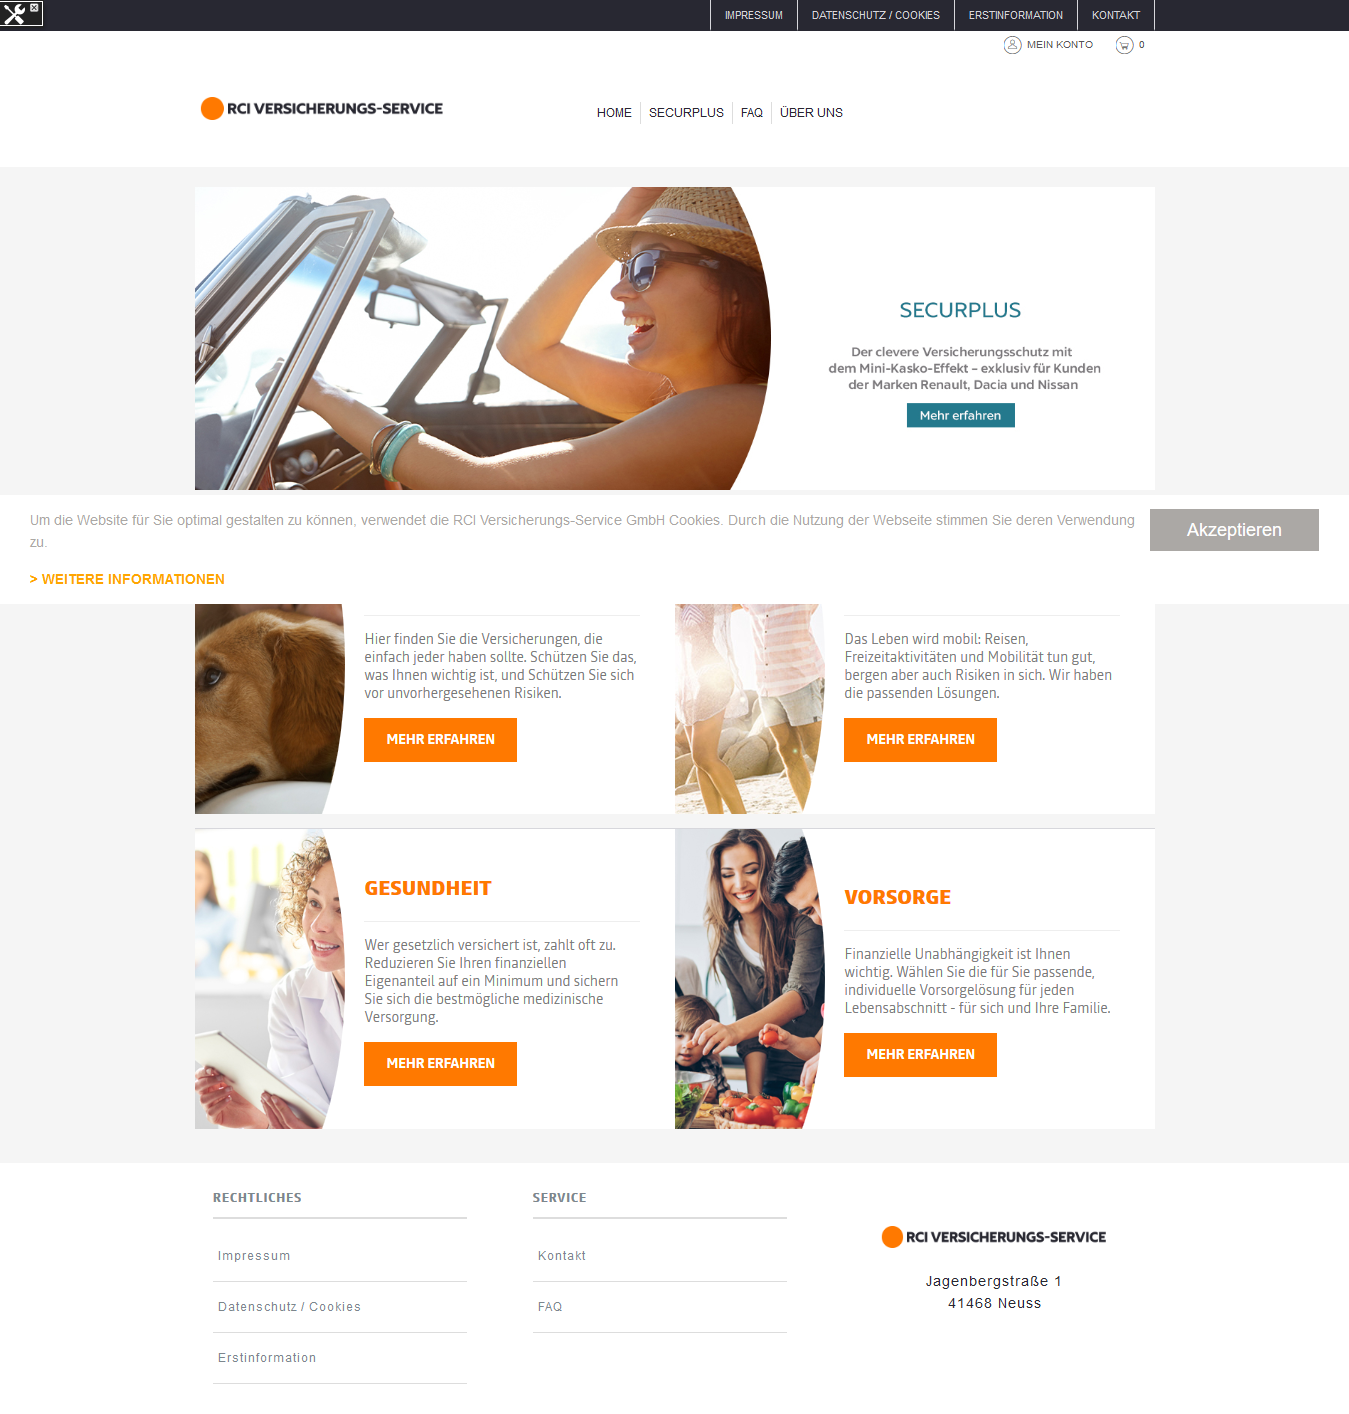 IMPRESSUM
DATENSCHUTZ / COOKIES
ERSTINFORMATION
KONTAKT
MEIN KONTO
0
RCI VERSICHERUNGS-SERVICE
HOME
SECURPLUS
FAQ
ÜBER UNS
SECURPLUS
Der clevere Versicherungsschutz mit
dem Mini-Kasko-Effekt – exklusiv für Kunden
der Marken Renault, Dacia und Nissan
Mehr erfahren
Um die Website für Sie optimal gestalten zu können, verwendet die RCI Versicherungs-Service GmbH Cookies. Durch die Nutzung der Webseite stimmen Sie deren Verwendung
zu.
Akzeptieren
> WEITERE INFORMATIONEN
Hier finden Sie die Versicherungen, die
einfach jeder haben sollte. Schützen Sie das,
was Ihnen wichtig ist, und Schützen Sie sich
vor unvorhergesehenen Risiken.
MEHR ERFAHREN
Das Leben wird mobil: Reisen,
Freizeitaktivitäten und Mobilität tun gut,
bergen aber auch Risiken in sich. Wir haben
die passenden Lösungen.
MEHR ERFAHREN
GESUNDHEIT
Wer gesetzlich versichert ist, zahlt oft zu.
Reduzieren Sie Ihren finanziellen
Eigenanteil auf ein Minimum und sichern
Sie sich die bestmögliche medizinische
Versorgung.
MEHR ERFAHREN
VORSORGE
Finanzielle Unabhängigkeit ist Ihnen
wichtig. Wählen Sie die für Sie passende,
individuelle Vorsorgelösung für jeden
Lebensabschnitt - für sich und Ihre Familie.
MEHR ERFAHREN
RECHTLICHES
Impressum
Datenschutz / Cookies
Erstinformation
SERVICE
Kontakt
FAQ
RCI VERSICHERUNGS-SERVICE
Jagenbergstraße 1
41468 Neuss